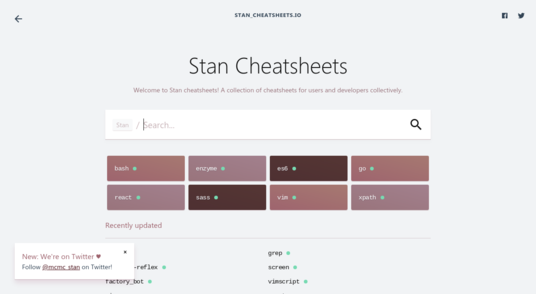 STAN_CHEATSHEETS.IO
Stan Cheatsheets
Welcome to Stan cheatsheets! A collection of cheatsheets for users and developers collectively.
Stan / Search...
bash enzyme es6 go
react sass vim xpath
Recently updated
grep
-reflex screen
factory_bot vimscript
New: We're on Twitter ♥ ×
Follow @mcmc_stan on Twitter!